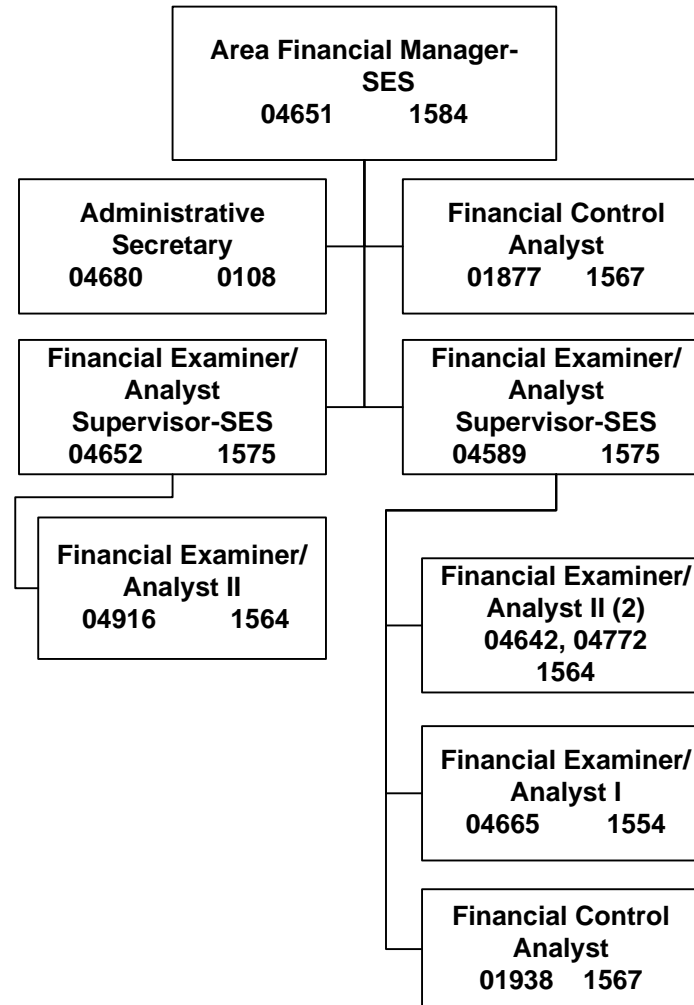 Area Financial Manager-
SES
04651 1584
Administrative
Secretary
04680 0108
Financial Control
Analyst
01877 1567
Financial Examiner/
Analyst
Supervisor-SES
04652 1575
Financial Examiner/
Analyst
Supervisor-SES
04589 1575
Financial Examiner/
Analyst II
04916 1564
Financial Examiner/
Analyst II (2)
04642, 04772
1564
Financial Examiner/
Analyst I
04665 1554
Financial Control
Analyst
01938 1567